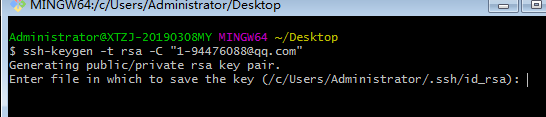 MINGW64:/c/Users/Administrator/Desktop
Administrator@XTZJ-20190308MY MINGW64 ~/Desktop
$ ssh-keygen -t rsa -C "1-94476088@qq.com"
Generating public/private rsa key pair.
Enter file in which to save the key (/c/Users/Administrator/.ssh/id_rsa):